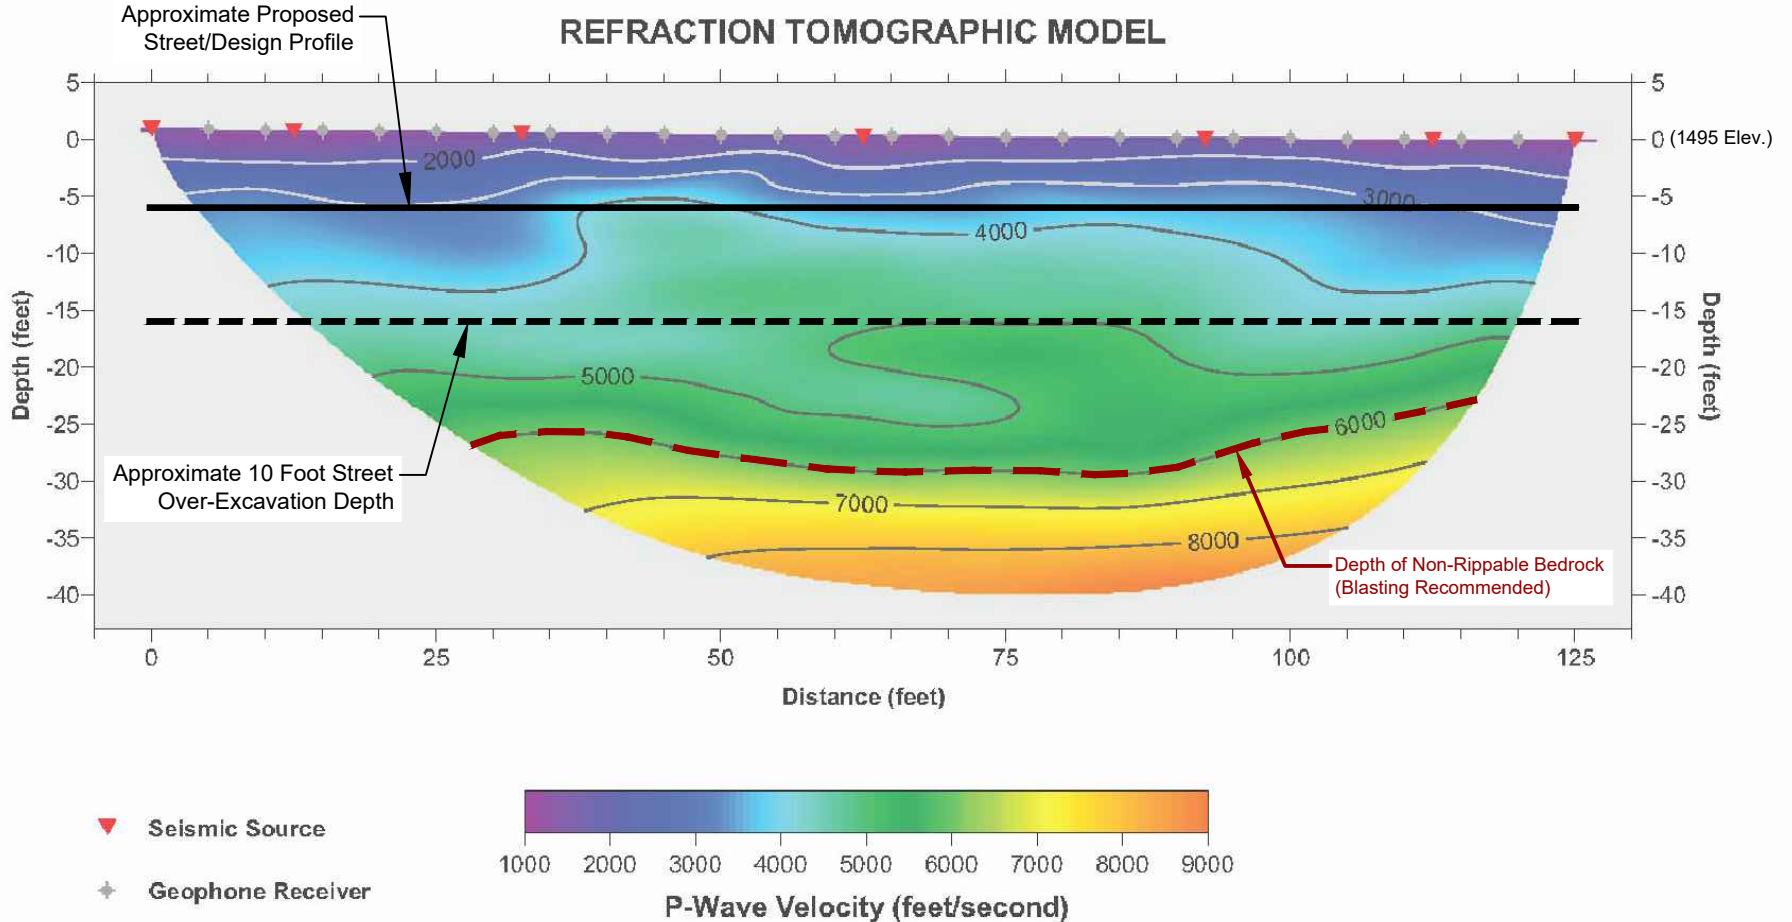 Approximate Proposed
Street/Design Profile
REFRACTION TOMOGRAPHIC MODEL
5
0
-5
-10
-15
-20
-25
-30
-35
-40
Depth (feet)
2000
3000
4000
5000
6000
7000
8000
Approximate 10 Foot Street
Over-Excavation Depth
Depth of Non-Rippable Bedrock
(Blasting Recommended)
5
0 (1495 Elev.)
-5
-10
-15
-20
-25
-30
-35
-40
Depth (feet)
0 25 50 75 100 125
Distance (feet)
Seismic Source
Geophone Receiver
1000 2000 3000 4000 5000 6000 7000 8000 9000
P-Wave Velocity (feet/second)